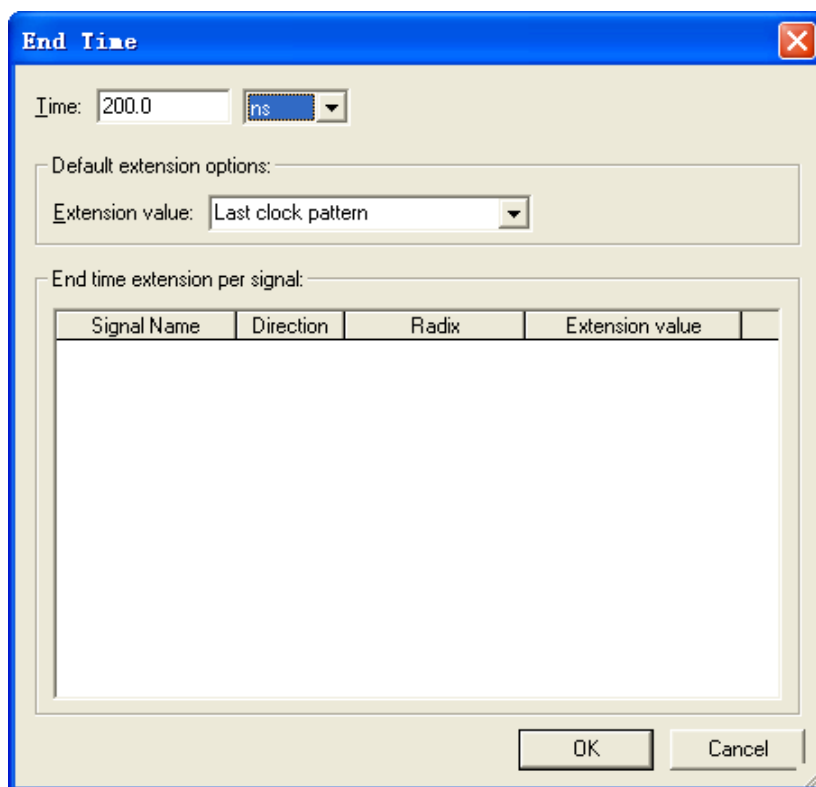 End Time
Time: 200.0 ns
Default extension options:
Extension value: Last clock pattern
End time extension per signal:
Signal Name Direction Radix Extension value
OK Cancel